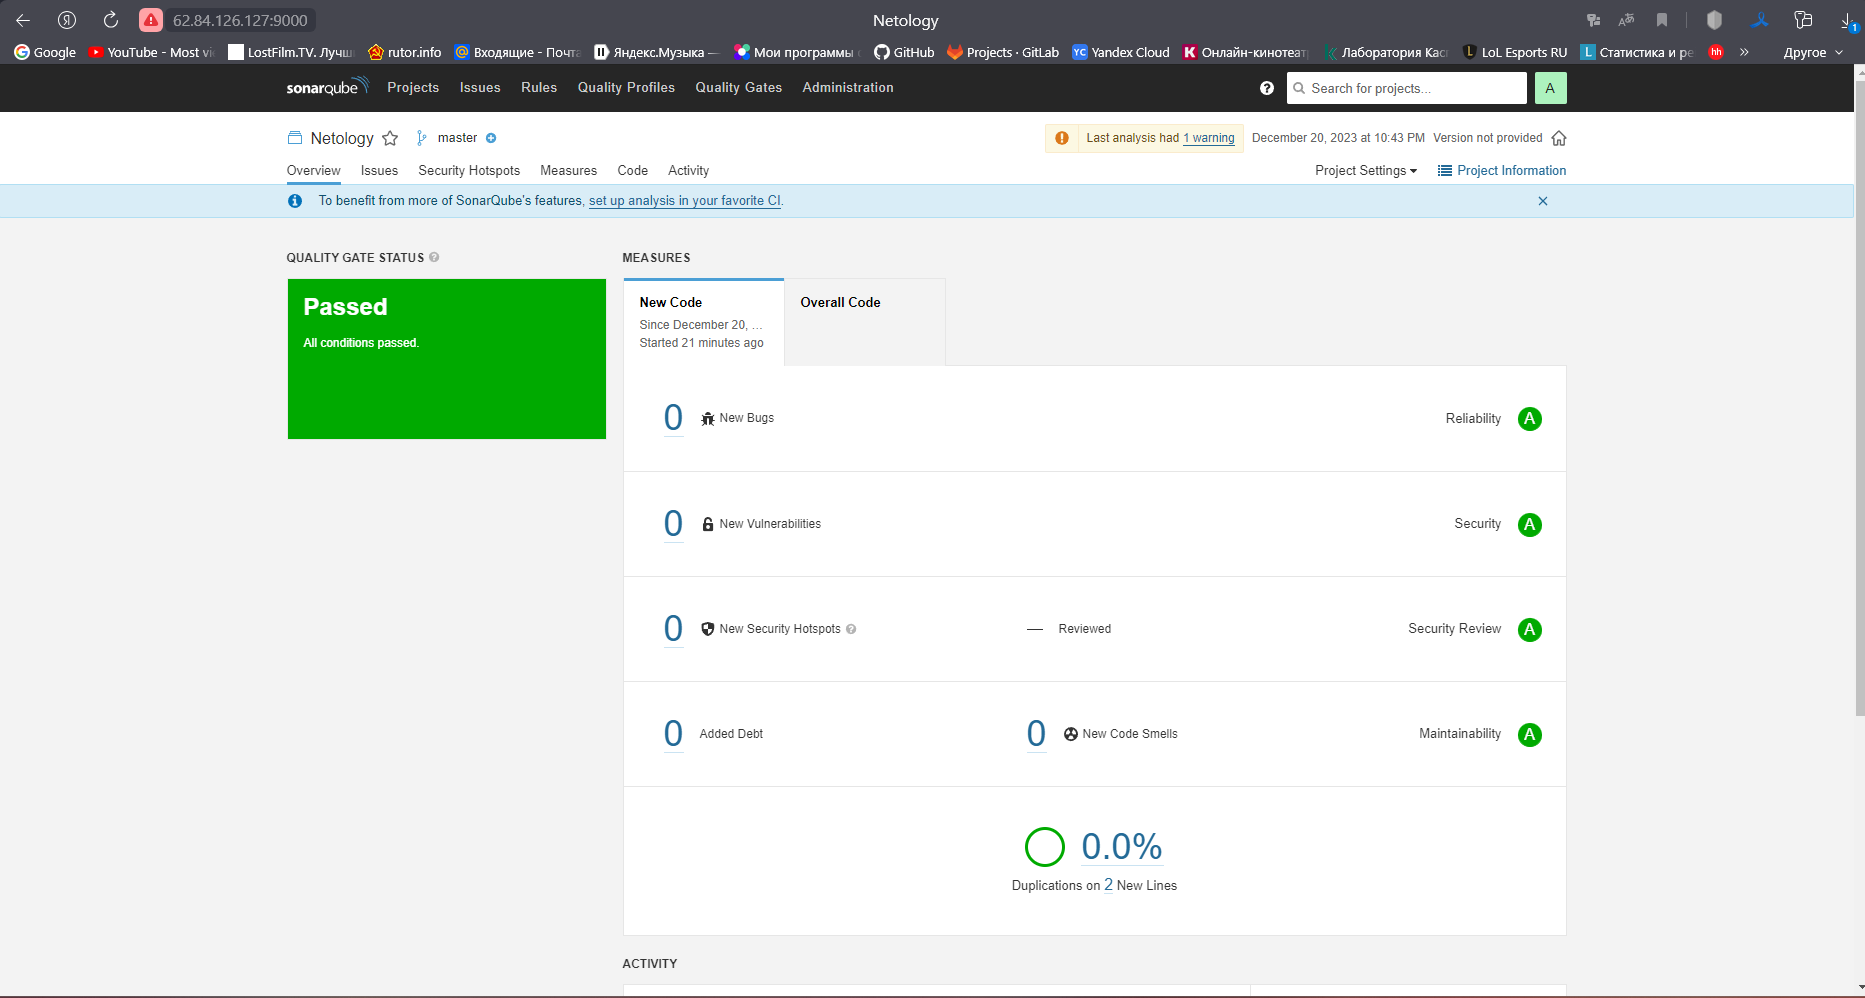 62.84.126.127:9000
Netology
Google
YouTube - Most vi
LostFilm.TV. Лучш
rutor.info
Входящие - Почта
Яндекс.Музыка —
Мои программы
GitHub
Projects · GitLab
Yandex Cloud
Онлайн-кинотеат
Лаборатория Кас
LoL Esports RU
Статистика и ре
hh
»
Другое
sonarqube
Projects
Issues
Rules
Quality Profiles
Quality Gates
Administration
Search for projects...
A
Netology
master
Last analysis had 1 warning
December 20, 2023 at 10:43 PM
Version not provided
Overview
Issues
Security Hotspots
Measures
Code
Activity
Project Settings
Project Information
To benefit from more of SonarQube's features, set up analysis in your favorite CI.
QUALITY GATE STATUS
MEASURES
Passed
All conditions passed.
New Code
Since December 20, ...
Started 21 minutes ago
Overall Code
0 New Bugs
Reliability A
0 New Vulnerabilities
Security A
0 New Security Hotspots
— Reviewed
Security Review A
0 Added Debt
0 New Code Smells
Maintainability A
0.0%
Duplications on 2 New Lines
ACTIVITY